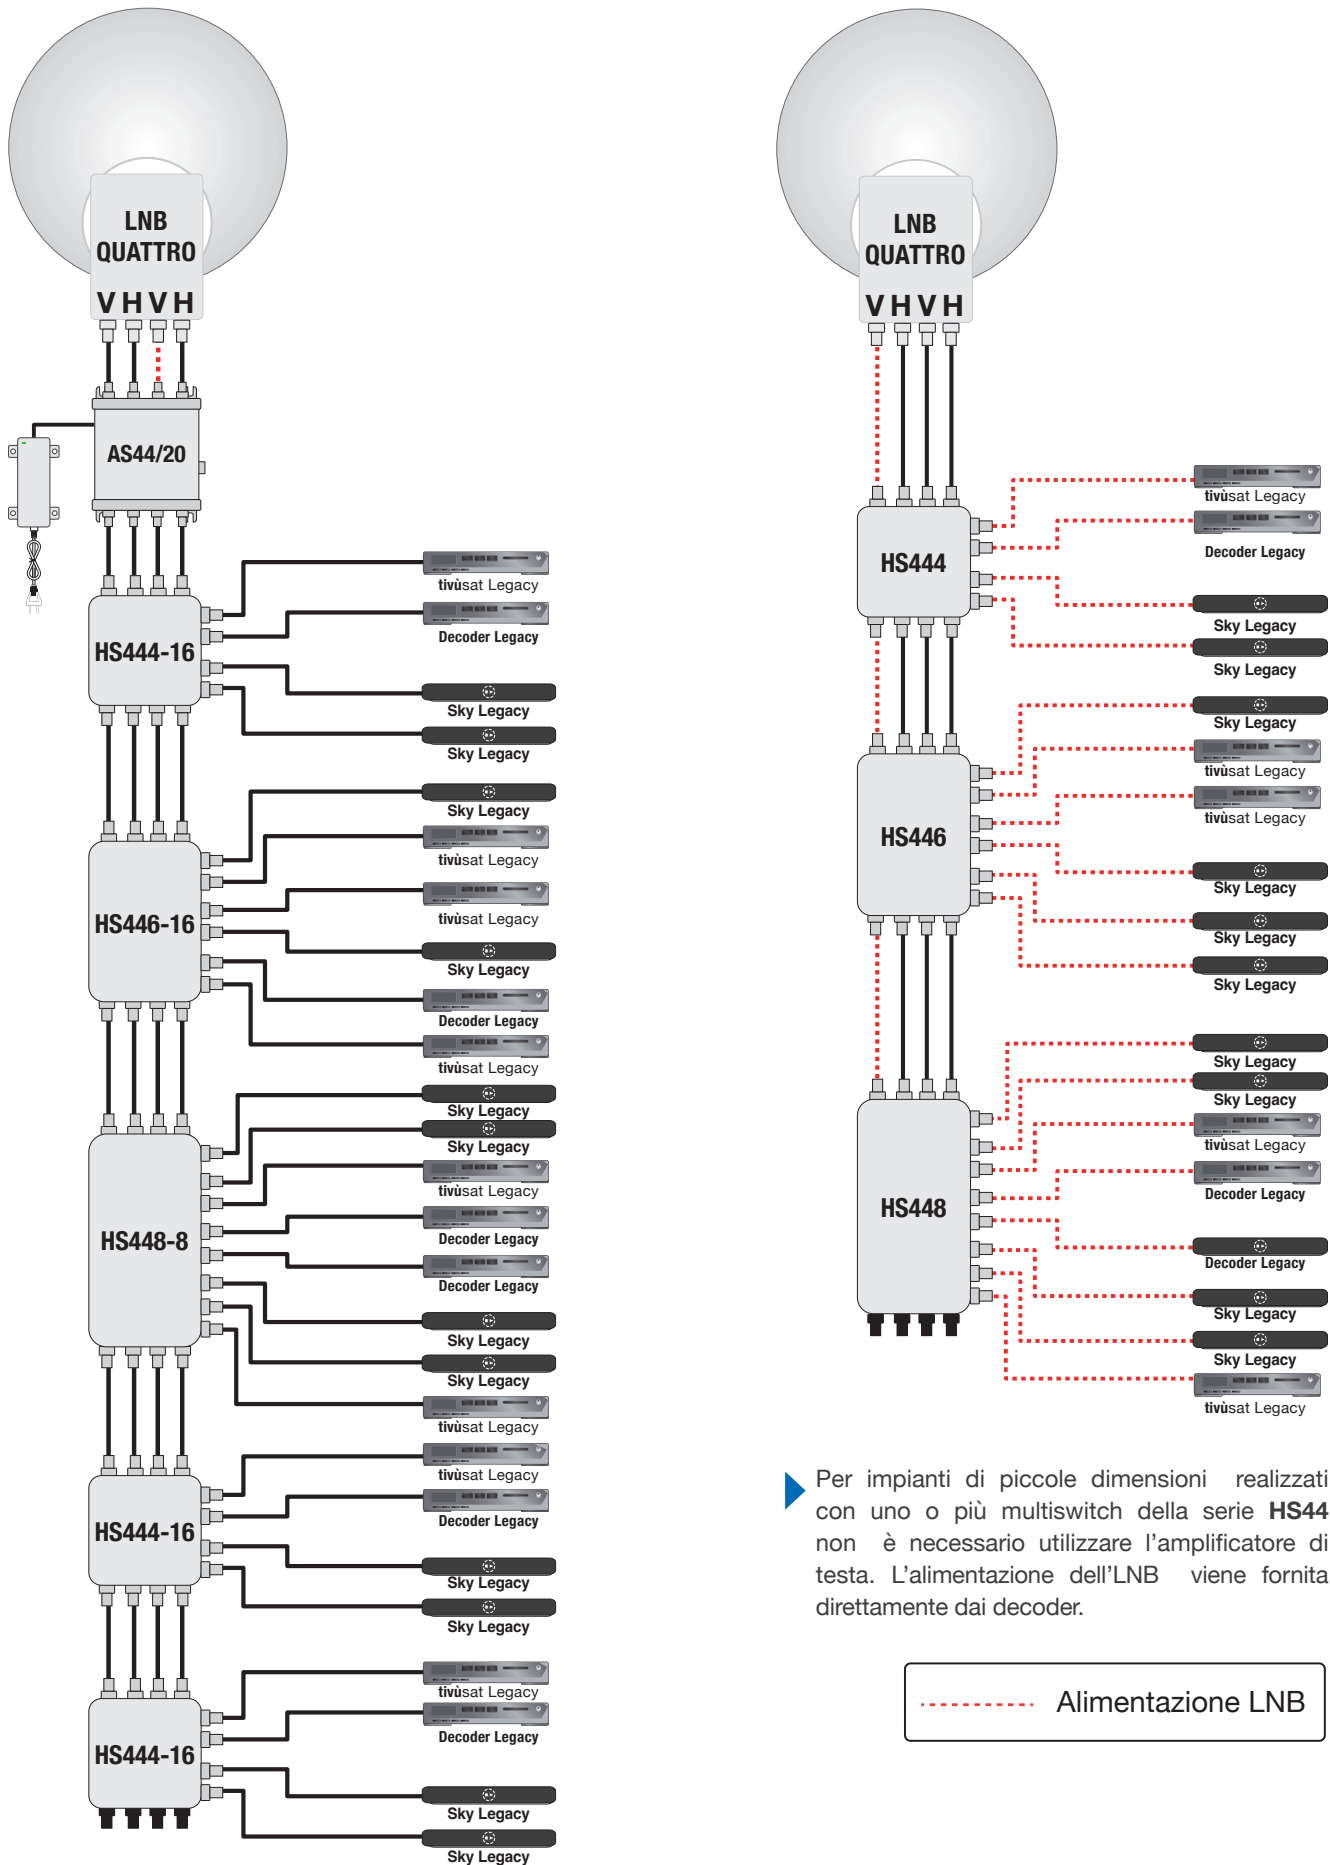 LNB
QUATTRO
V H V H
AS44/20
HS444-16
tivùsat Legacy
Decoder Legacy
Sky Legacy
Sky Legacy
HS446-16
Sky Legacy
tivùsat Legacy
tivùsat Legacy
Sky Legacy
Decoder Legacy
tivùsat Legacy
HS448-8
Sky Legacy
Sky Legacy
tivùsat Legacy
Decoder Legacy
Decoder Legacy
Sky Legacy
Sky Legacy
tivùsat Legacy
HS444-16
tivùsat Legacy
Decoder Legacy
Sky Legacy
Sky Legacy
HS444-16
tivùsat Legacy
Decoder Legacy
Sky Legacy
Sky Legacy
LNB
QUATTRO
V H V H
HS444
tivùsat Legacy
Decoder Legacy
Sky Legacy
Sky Legacy
HS446
Sky Legacy
tivùsat Legacy
tivùsat Legacy
Sky Legacy
Sky Legacy
Sky Legacy
HS448
Sky Legacy
Sky Legacy
tivùsat Legacy
Decoder Legacy
Decoder Legacy
Sky Legacy
Sky Legacy
tivùsat Legacy
Per impianti di piccole dimensioni realizzati
con uno o più multiswitch della serie HS44
non è necessario utilizzare l'amplificatore di
testa. L'alimentazione dell'LNB viene fornita
direttamente dai decoder.
Alimentazione LNB